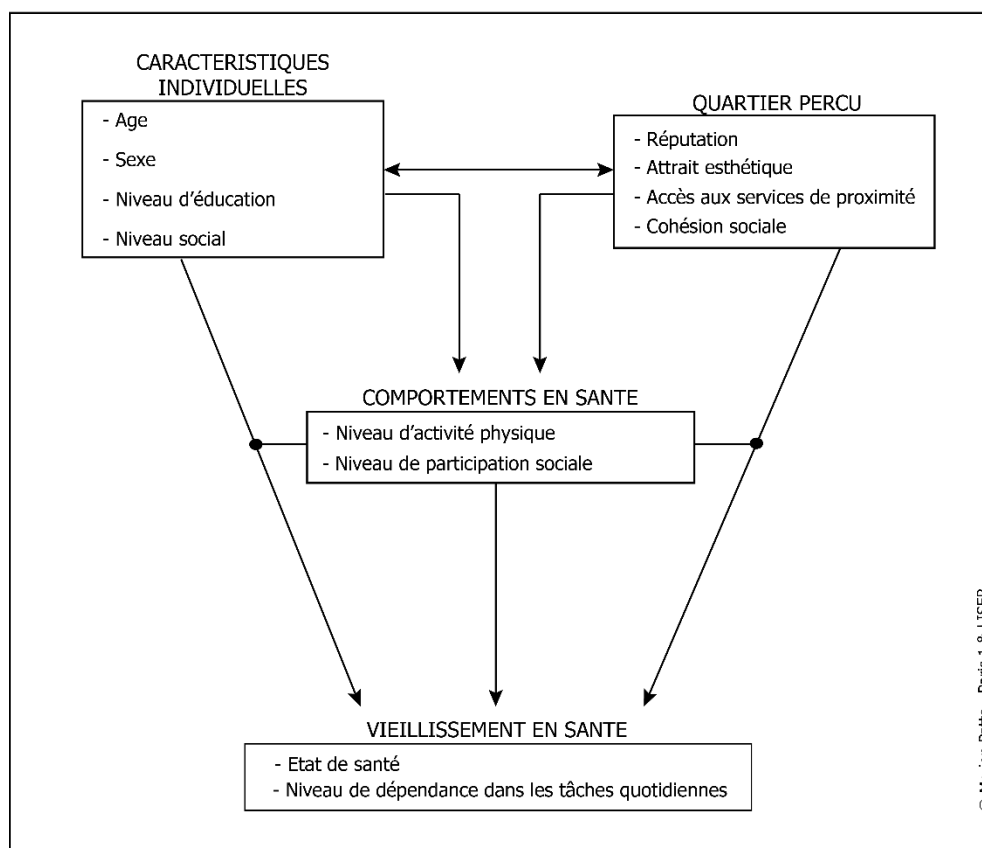 CARACTERISTIQUES
INDIVIDUELLES
- Age
- Sexe
- Niveau d'éducation
- Niveau social
QUARTIER PERCU
- Réputation
- Attrait esthétique
- Accès aux services de proximité
- Cohésion sociale
COMPORTEMENTS EN SANTE
- Niveau d'activité physique
- Niveau de participation sociale
VIEILLISSEMENT EN SANTE
- Etat de santé
- Niveau de dépendance dans les tâches quotidiennes